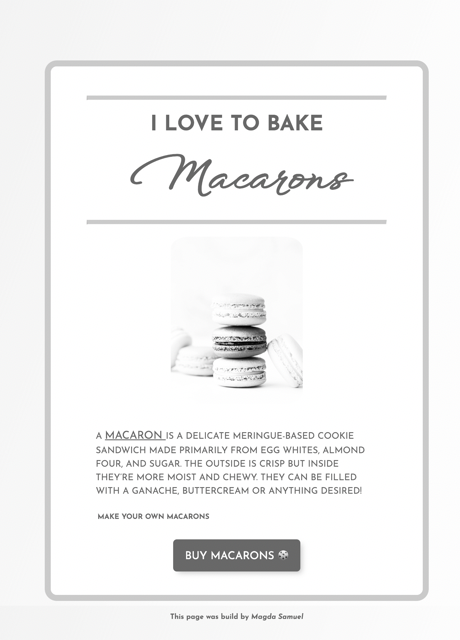 I LOVE TO BAKE
Macarons
A MACARON IS A DELICATE MERINGUE-BASED COOKIE
SANDWICH MADE PRIMARILY FROM EGG WHITES, ALMOND
FOUR, AND SUGAR. THE OUTSIDE IS CRISP BUT INSIDE
THEY'RE MORE MOIST AND CHEWY. THEY CAN BE FILLED
WITH A GANACHE, BUTTERCREAM OR ANYTHING DESIRED!
MAKE YOUR OWN MACARONS
BUY MACARONS
This page was build by Magda Samuel